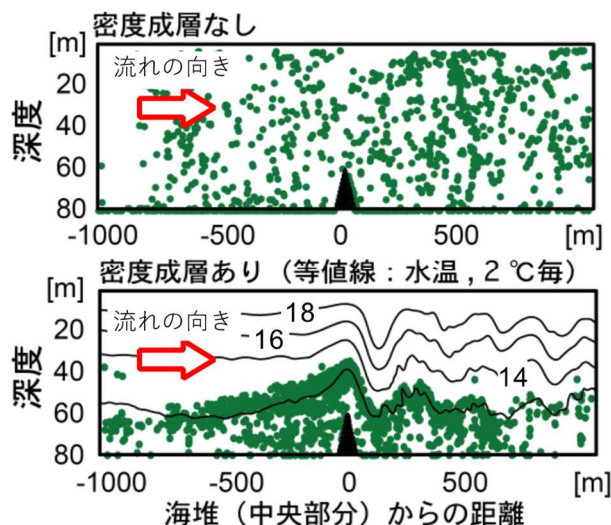 密度成層なし
[m]
流れの向き
20
40
60
80
深度
-1000 -500 0 500 [m]
密度成層あり（等値線：水温，2 ℃毎）
[m]
流れの向き
18
16
14
20
40
60
80
深度
-1000 -500 0 500 [m]
海堆（中央部分）からの距離